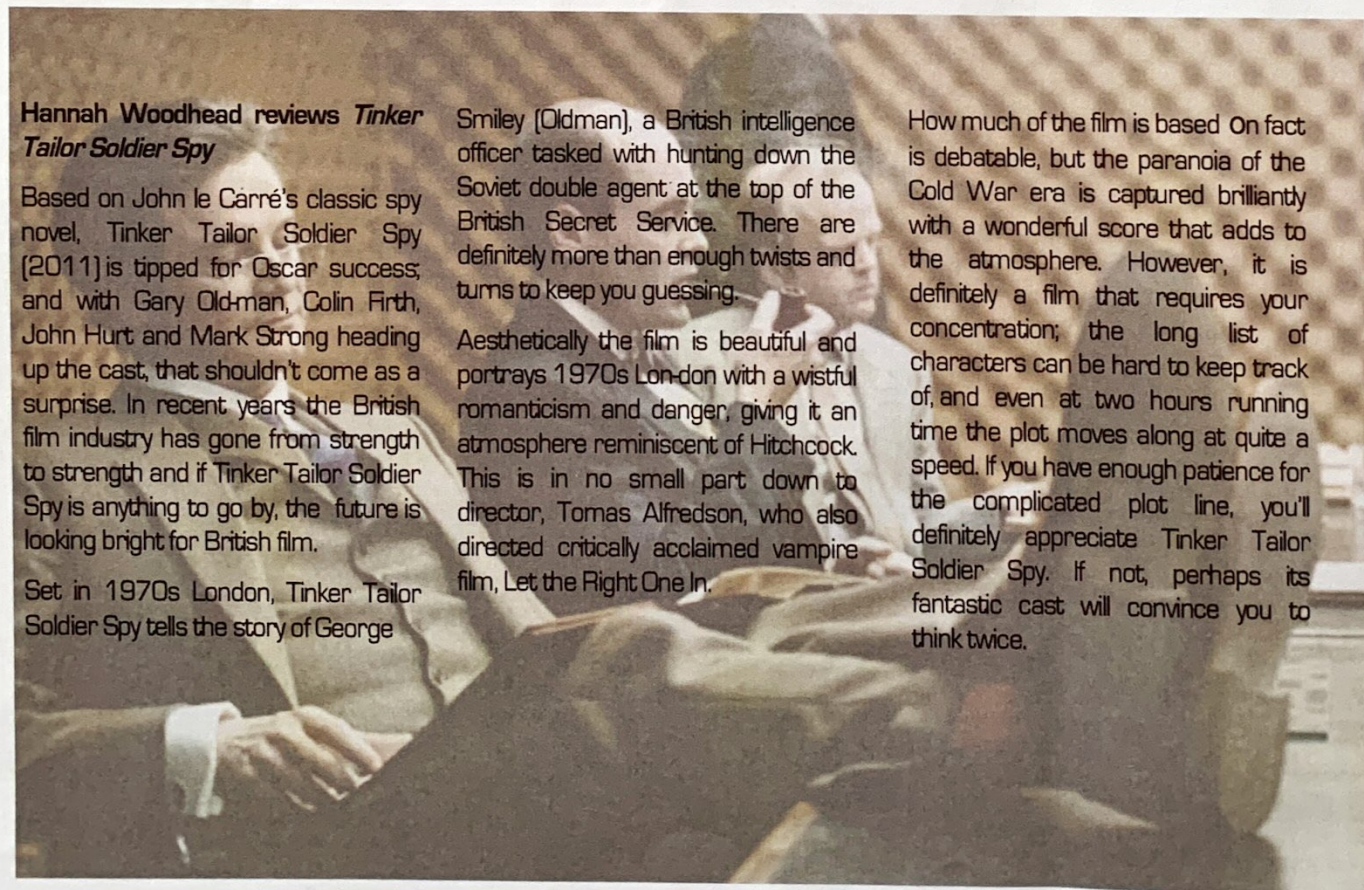 Hannah Woodhead reviews Tinker
Tailor Soldier Spy
Based on John le Carré's classic spy
novel, Tinker Tailor Soldier Spy
(2011) is tipped for Oscar success;
and with Gary Old-man, Colin Firth,
John Hurt and Mark Strong heading
up the cast, that shouldn't come as a
surprise. In recent years the British
film industry has gone from strength
to strength and if Tinker Tailor Soldier
Spy is anything to go by, the future is
looking bright for British film.
Set in 1970s London, Tinker Tailor
Soldier Spy tells the story of George
Smiley (Oldman), a British intelligence
officer tasked with hunting down the
Soviet double agent at the top of the
British Secret Service. There are
definitely more than enough twists and
turns to keep you guessing.
Aesthetically the film is beautiful and
portrays 1970s Lon-don with a wistful
romanticism and danger, giving it an
atmosphere reminiscent of Hitchcock.
This is in no small part down to
director, Tomas Alfredson, who also
directed critically acclaimed vampire
film, Let the Right One In.
How much of the film is based on fact
is debatable, but the paranoia of the
Cold War era is captured brilliantly
with a wonderful score that adds to
the atmosphere. However, it is
definitely a film that requires your
concentration; the long list of
characters can be hard to keep track
of, and even at two hours running
time the plot moves along at quite a
speed. If you have enough patience for
the complicated plot line, you'll
definitely appreciate Tinker Tailor
Soldier Spy. If not, perhaps its
fantastic cast will convince you to
think twice.